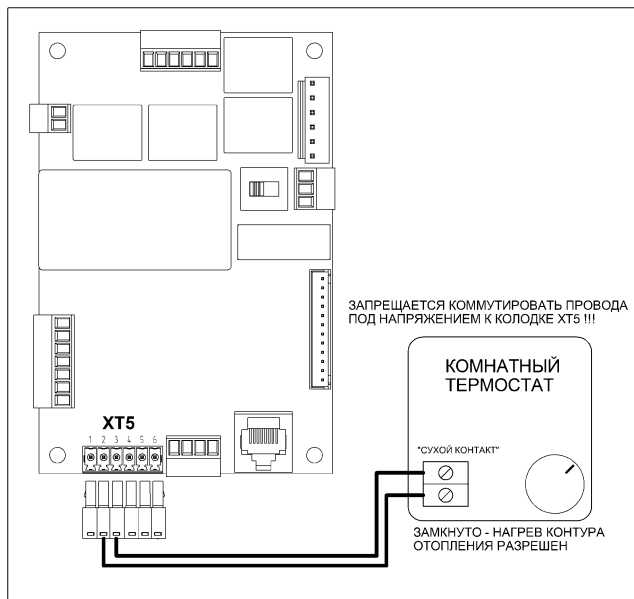 ЗАПРЕЩАЕТСЯ КОММУТИРОВАТЬ ПРОВОДА
ПОД НАПРЯЖЕНИЕМ К КОЛОДКЕ XT5 !!!
КОМНАТНЫЙ
ТЕРМОСТАТ
XT5
1 2 3 4 5 6
"СУХОЙ КОНТАКТ"
ЗАМКНУТО - НАГРЕВ КОНТУРА
ОТОПЛЕНИЯ РАЗРЕШЕН